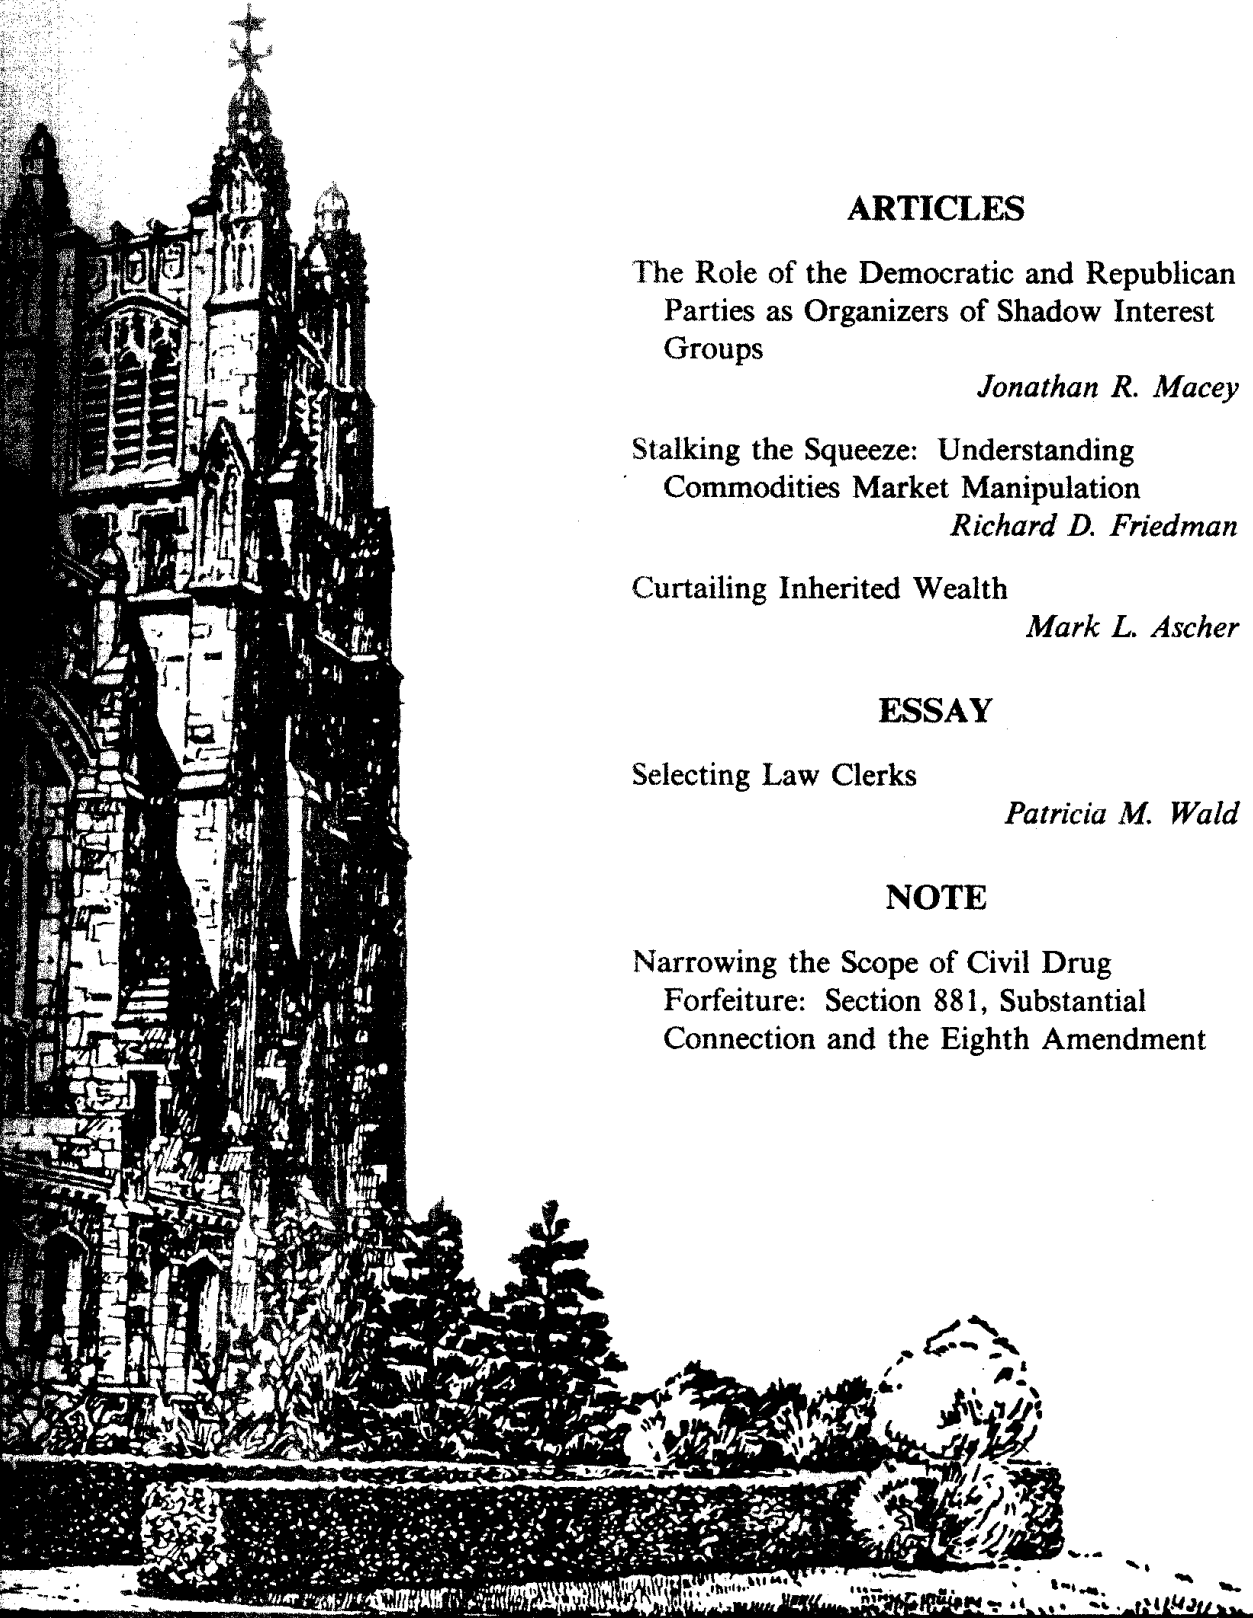 ARTICLES
The Role of the Democratic and Republican
Parties as Organizers of Shadow Interest
Groups
Jonathan R. Macey
Stalking the Squeeze: Understanding
Commodities Market Manipulation
Richard D. Friedman
Curtailing Inherited Wealth
Mark L. Ascher
ESSAY
Selecting Law Clerks
Patricia M. Wald
NOTE
Narrowing the Scope of Civil Drug
Forfeiture: Section 881, Substantial
Connection and the Eighth Amendment